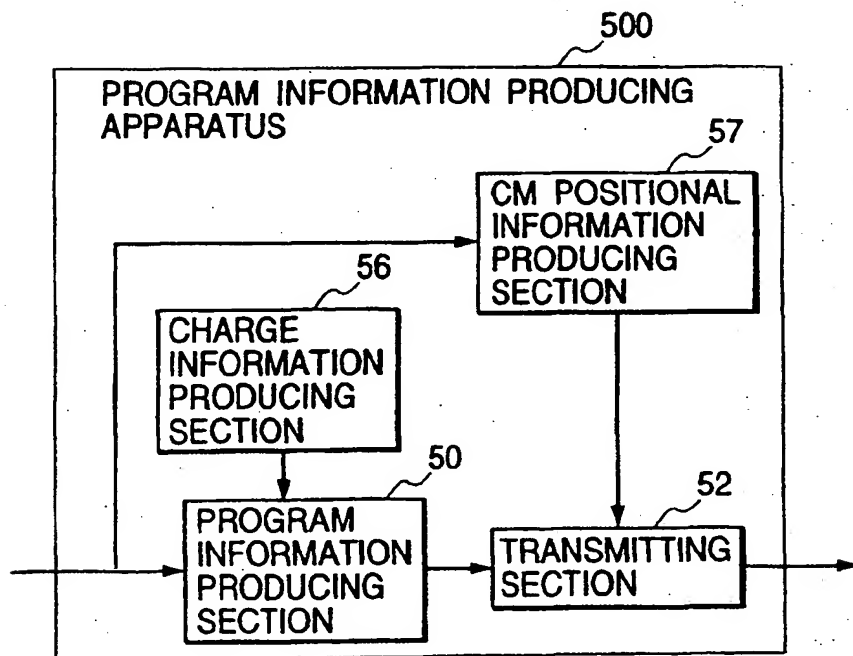 500
PROGRAM INFORMATION PRODUCING
APPARATUS
57
CM POSITIONAL
INFORMATION
PRODUCING
SECTION
56
CHARGE
INFORMATION
PRODUCING
SECTION
50
PROGRAM
INFORMATION
PRODUCING
SECTION
52
TRANSMITTING
SECTION